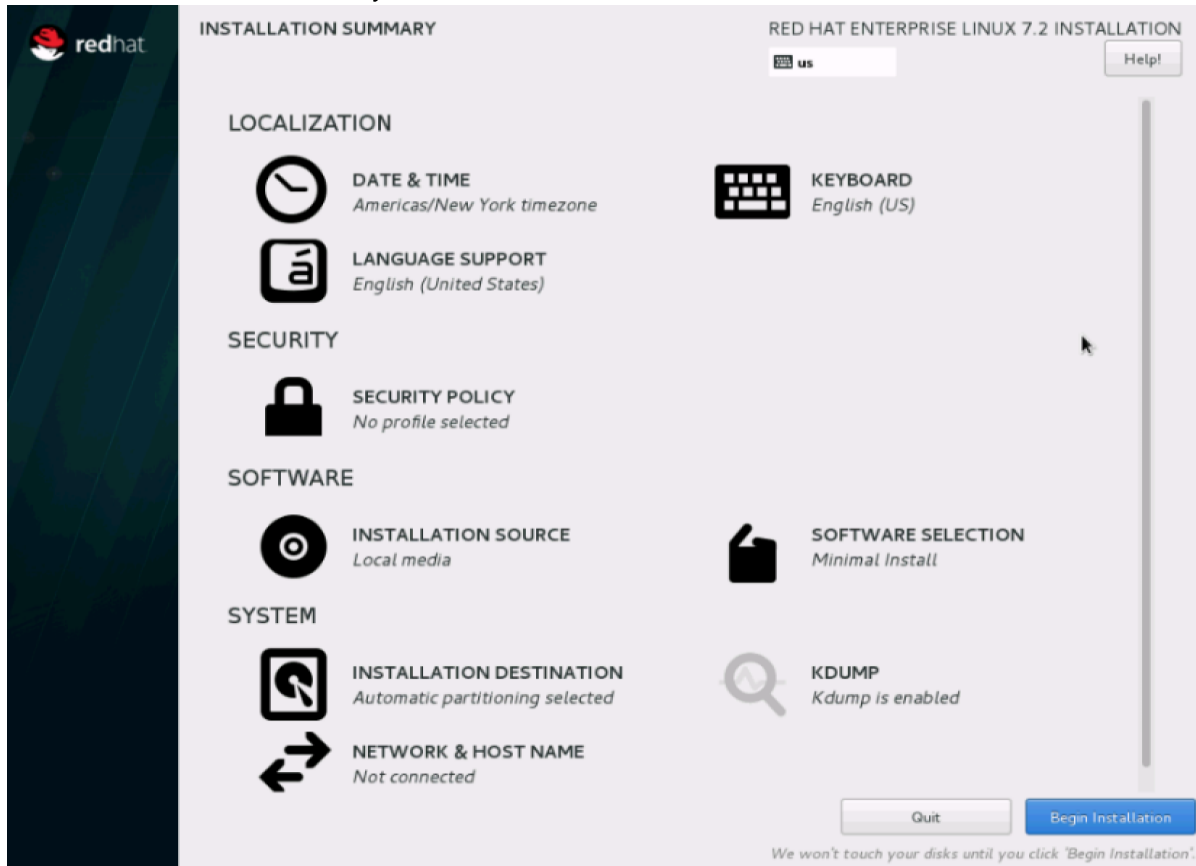 redhat
INSTALLATION SUMMARY
RED HAT ENTERPRISE LINUX 7.2 INSTALLATION
us
Help!
LOCALIZATION
DATE & TIME
Americas/New York timezone
KEYBOARD
English (US)
á
LANGUAGE SUPPORT
English (United States)
SECURITY
SECURITY POLICY
No profile selected
SOFTWARE
INSTALLATION SOURCE
Local media
SOFTWARE SELECTION
Minimal Install
SYSTEM
INSTALLATION DESTINATION
Automatic partitioning selected
KDUMP
Kdump is enabled
NETWORK & HOST NAME
Not connected
Quit
Begin Installation
We won't touch your disks until you click 'Begin Installation'.